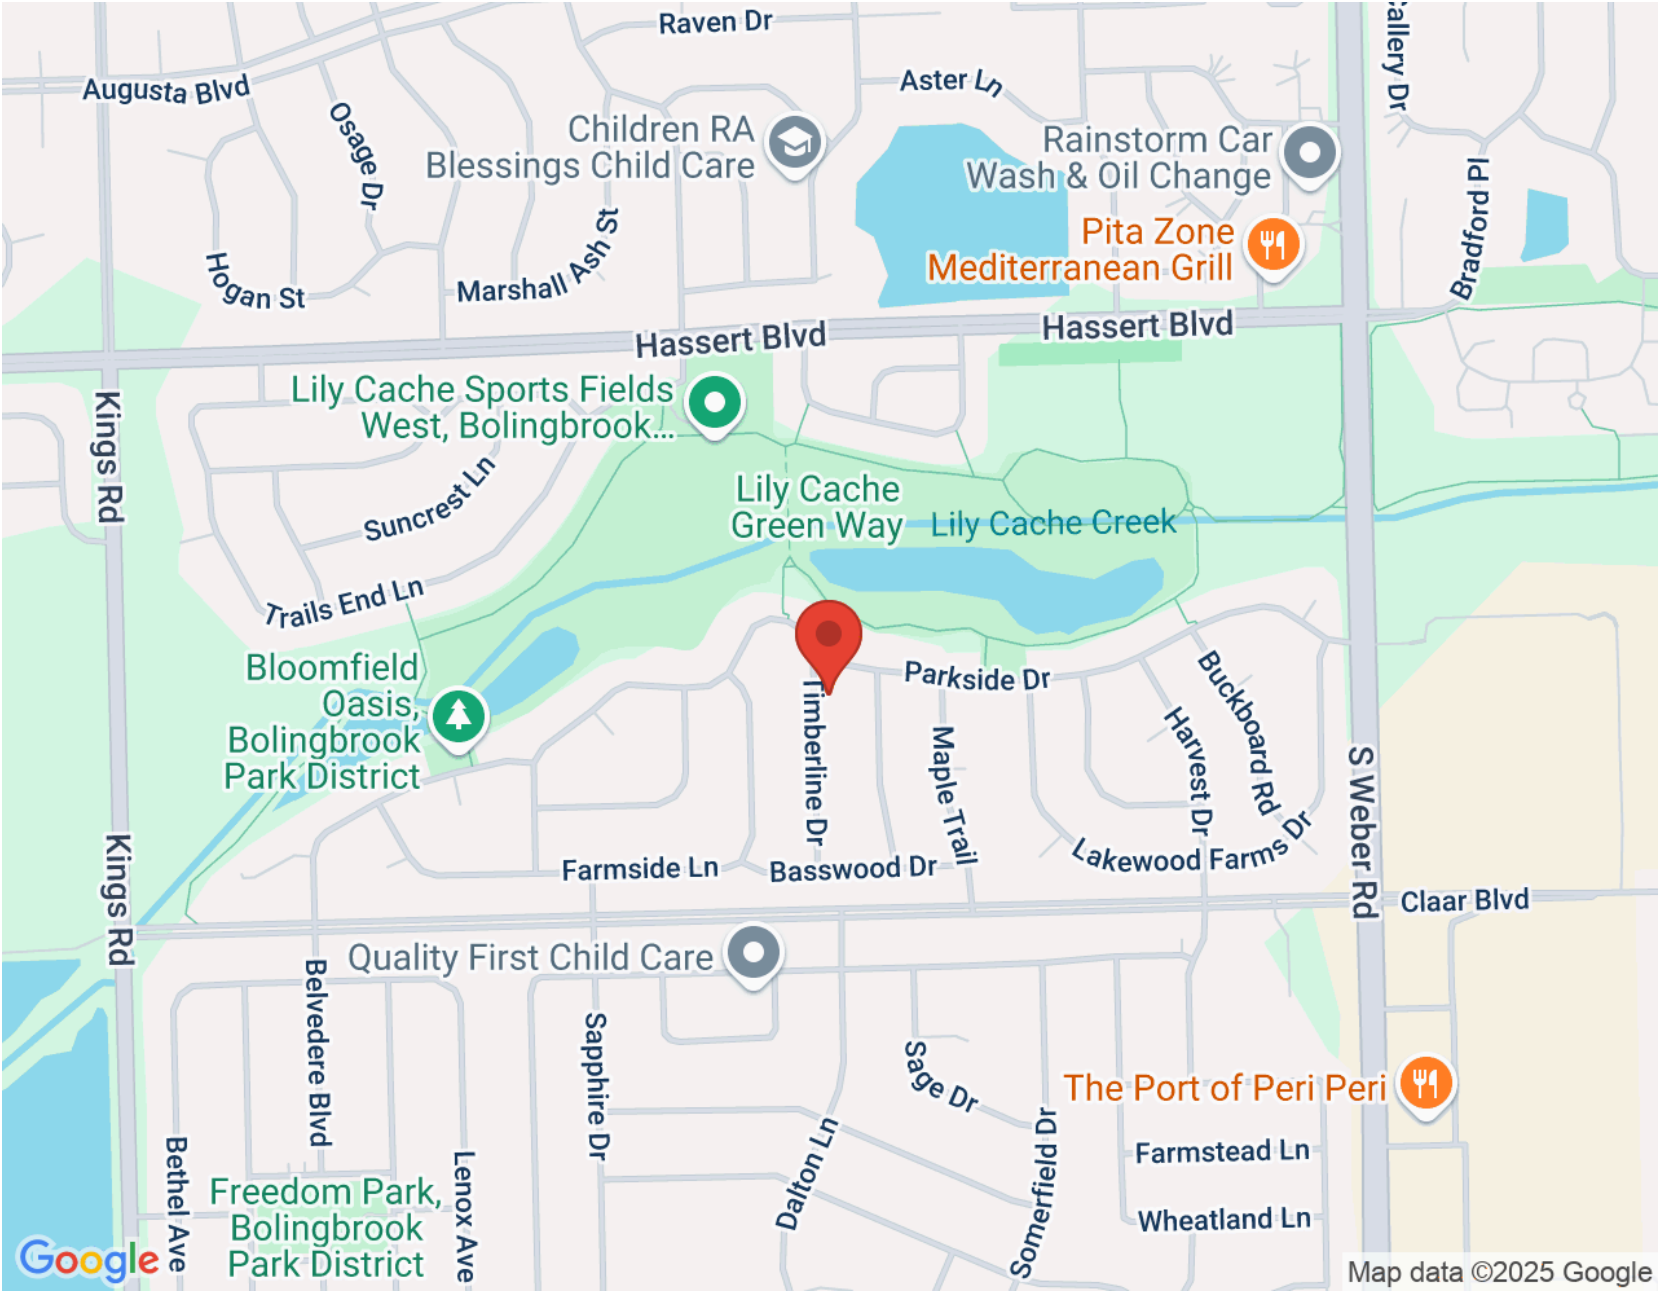 Raven Dr
Augusta Blvd
Aster Ln
Gallery Dr
Osage Dr
Children RA
Blessings Child Care
Rainstorm Car
Wash & Oil Change
Bradford Pl
Pita Zone
Mediterranean Grill
Hogan St
Marshall Ash St
Hassert Blvd
Hassert Blvd
Lily Cache Sports Fields
West, Bolingbrook...
Kings Rd
Suncrest Ln
Lily Cache
Green Way
Lily Cache Creek
Trails End Ln
Bloomfield
Oasis,
Bolingbrook
Park District
Parkside Dr
Timberline Dr
Maple Trail
Harvest Dr
Buckboard Rd
S Weber Rd
Kings Rd
Farmside Ln
Basswood Dr
Lakewood Farms Dr
Claar Blvd
Quality First Child Care
Belvedere Blvd
Sapphire Dr
Sage Dr
The Port of Peri Peri
Bethel Ave
Lenox Ave
Dalton Ln
Somerfield Dr
Farmstead Ln
Wheatland Ln
Freedom Park,
Bolingbrook
Park District
Google
Map data ©2025 Google